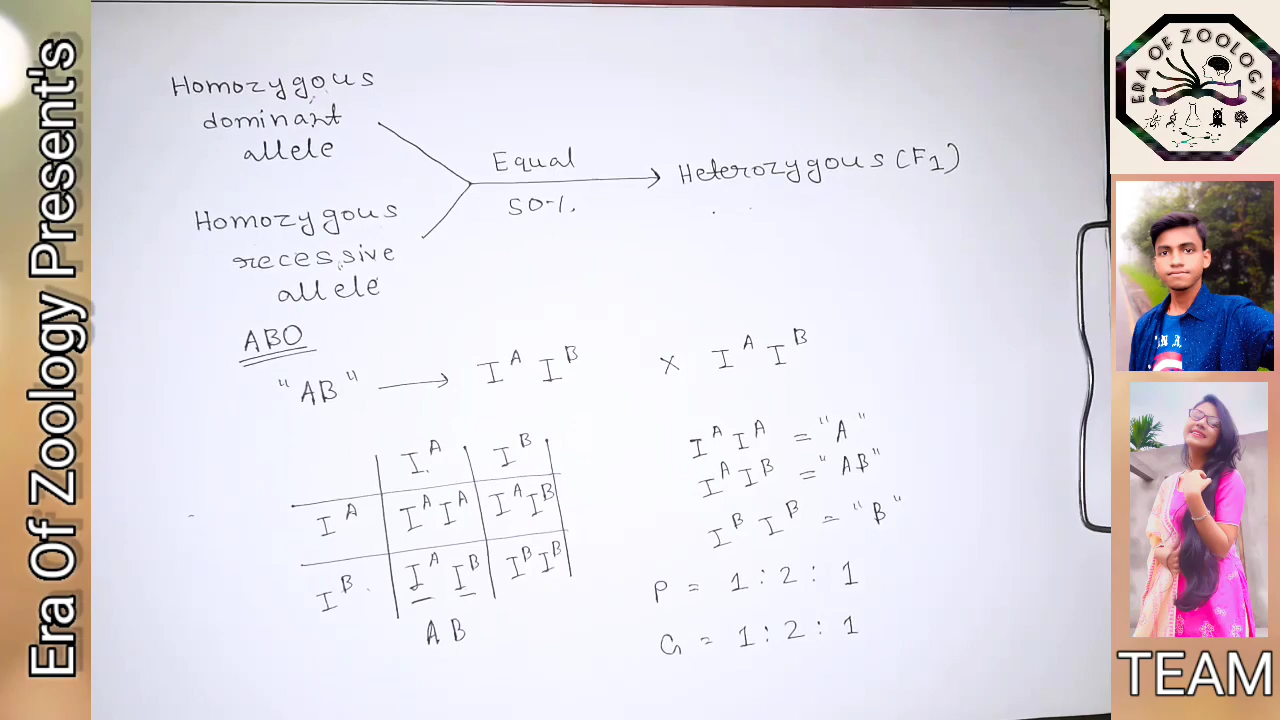 Era Of Zoology Present's
Homozygous
dominant
allele
Equal
50%
Heterozygous (F1)
Homozygous
recessive
allele
ABO
"AB" → I^A I^B × I^A I^B
I^A I^B
I^A I^A I^A I^A I^B
I^B I^A I^B I^B I^B
AB
I^A I^A = "A"
I^A I^B = "AB"
I^B I^B = "B"
P = 1 : 2 : 1
G = 1 : 2 : 1
ERA OF ZOOLOGY
TEAM